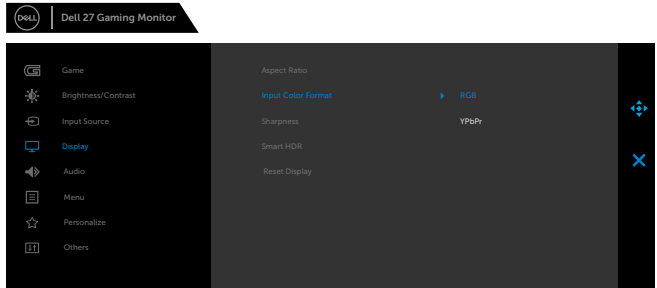 DELL
Dell 27 Gaming Monitor
Game
Brightness/Contrast
Input Source
Display
Audio
Menu
Personalize
Others
Aspect Ratio
Input Color Format
Sharpness
Smart HDR
Reset Display
RGB
YPbPr